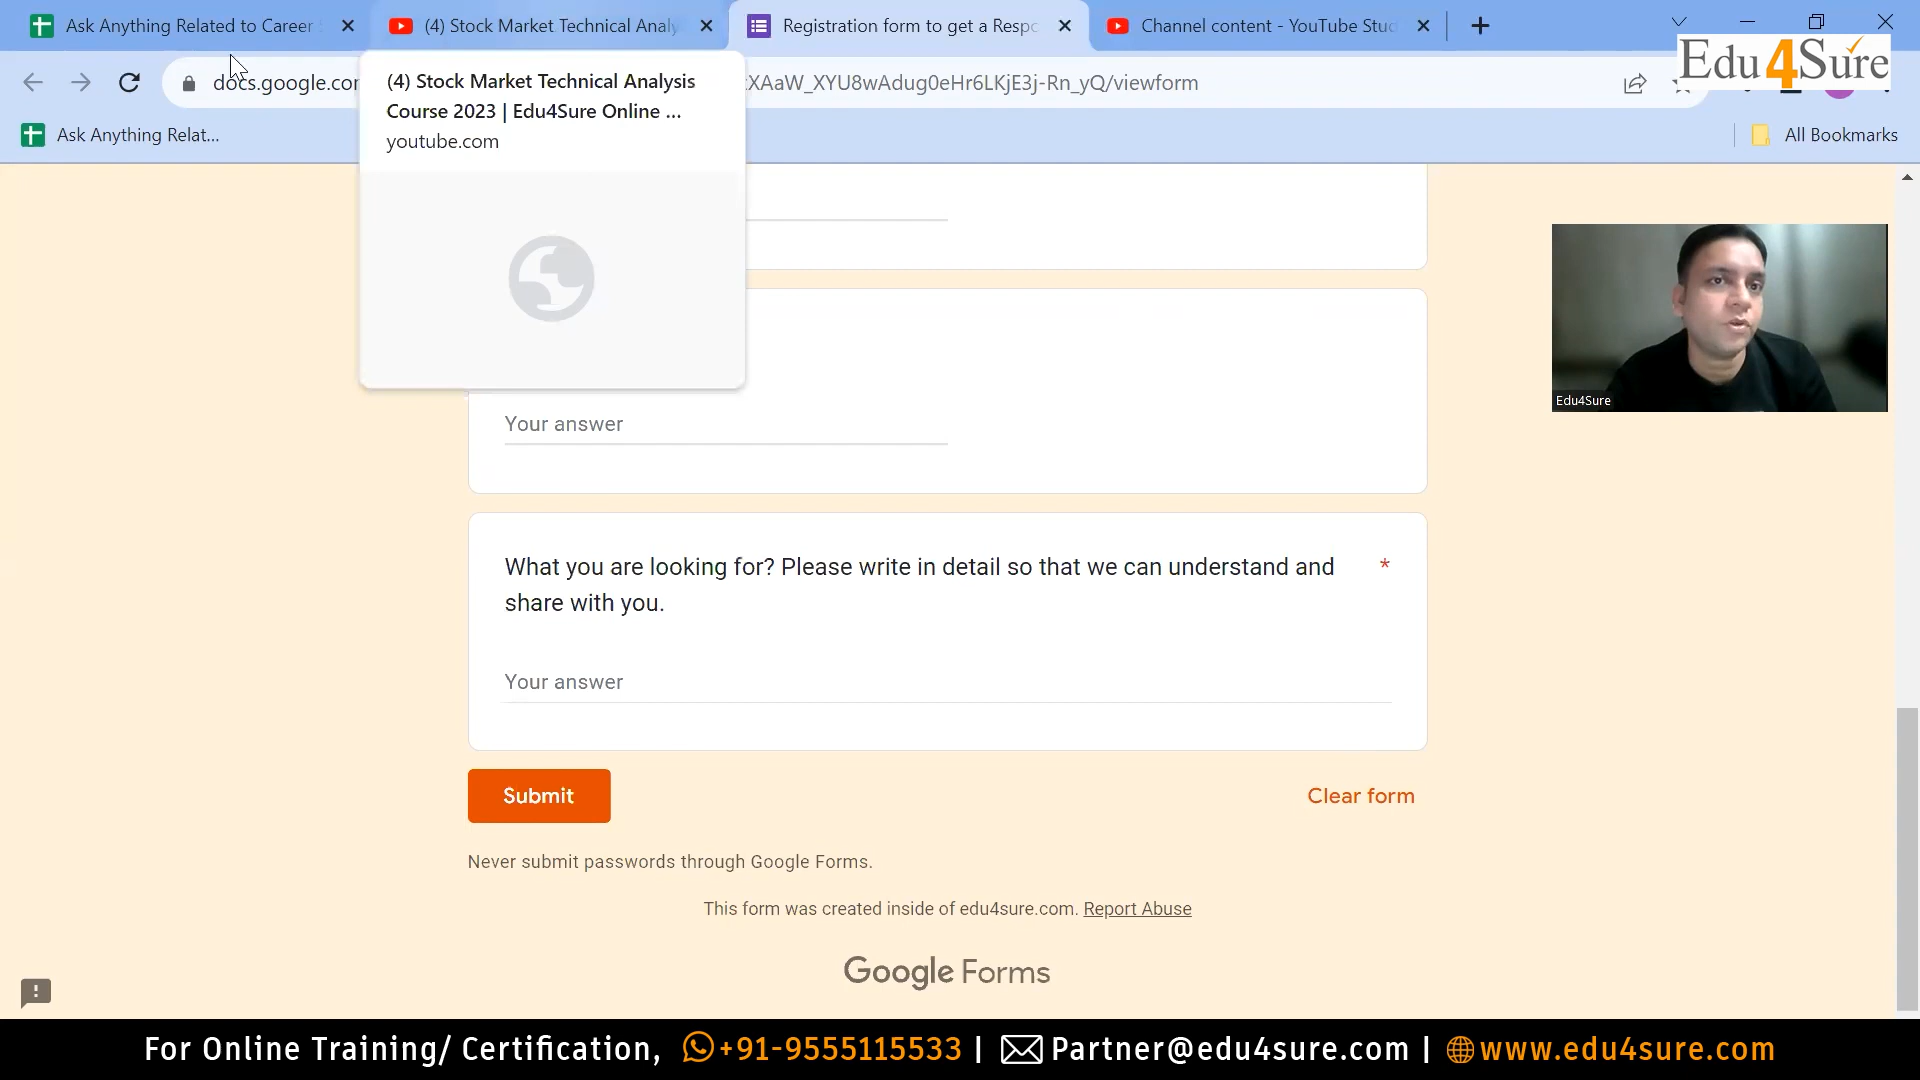 Ask Anything Related to Career
(4) Stock Market Technical Analy
Registration form to get a Respo
Channel content - YouTube Stud
docs.google.com
XAaW_XYU8wAdug0eHr6LKjE3j-Rn_yQ/viewform
Edu4Sure
Ask Anything Relat...
All Bookmarks
(4) Stock Market Technical Analysis
Course 2023 | Edu4Sure Online ...
youtube.com
Edu4Sure
Your answer
What you are looking for? Please write in detail so that we can understand and *
share with you.
Your answer
Submit
Clear form
Never submit passwords through Google Forms.
This form was created inside of edu4sure.com. Report Abuse
Google Forms
For Online Training/ Certification, +91-9555115533 | Partner@edu4sure.com | www.edu4sure.com